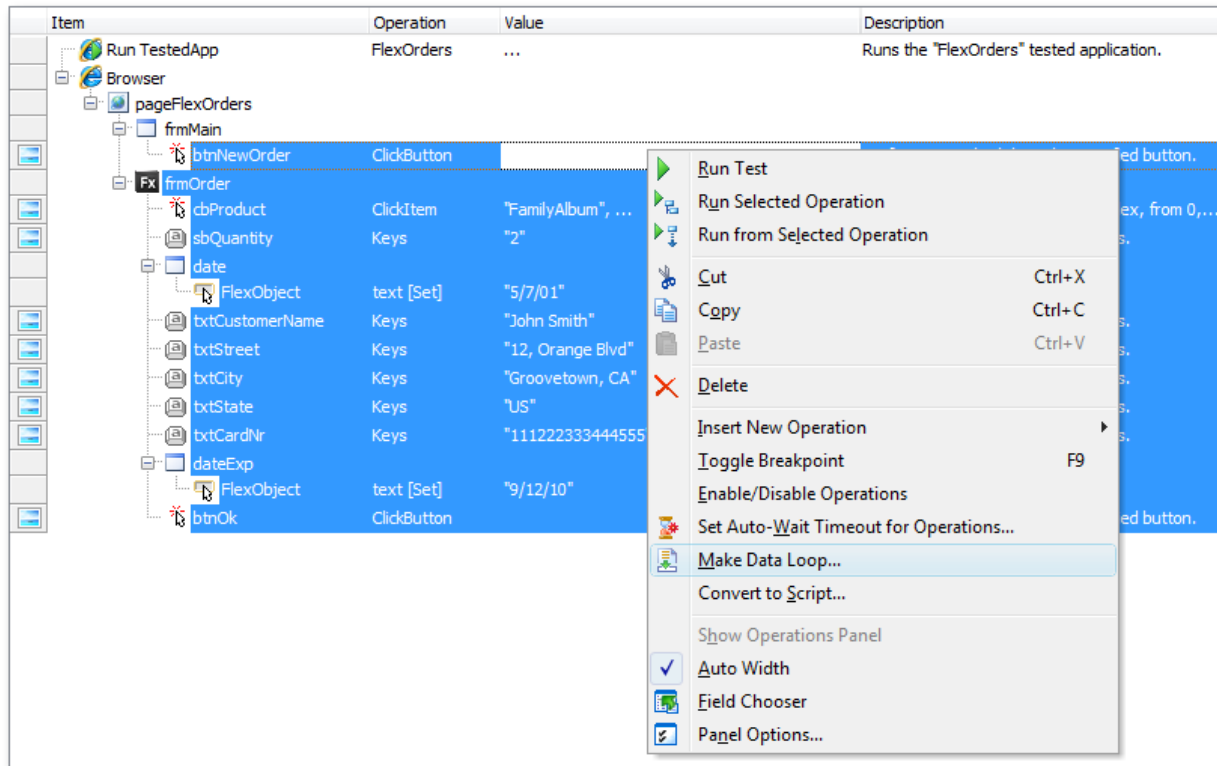 Item Operation Value Description
Run TestedApp FlexOrders ... Runs the "FlexOrders" tested application.
Browser
pageFlexOrders
frmMain
btnNewOrder ClickButton button.
Fx frmOrder
cbProduct ClickItem "FamilyAlbum", ... ex, from 0,...
sbQuantity Keys "2" s.
date
FlexObject text [Set] "5/7/01"
txtCustomerName Keys "John Smith" s.
txtStreet Keys "12, Orange Blvd" s.
txtCity Keys "Groovetown, CA" s.
txtState Keys "US" s.
txtCardNr Keys "111222333444555 s.
dateExp
FlexObject text [Set] "9/12/10"
btnOk ClickButton ed button.
Run Test
Run Selected Operation
Run from Selected Operation
Cut Ctrl+X
Copy Ctrl+C
Paste Ctrl+V
Delete
Insert New Operation
Toggle Breakpoint F9
Enable/Disable Operations
Set Auto-Wait Timeout for Operations...
Make Data Loop...
Convert to Script...
Show Operations Panel
Auto Width
Field Chooser
Panel Options...